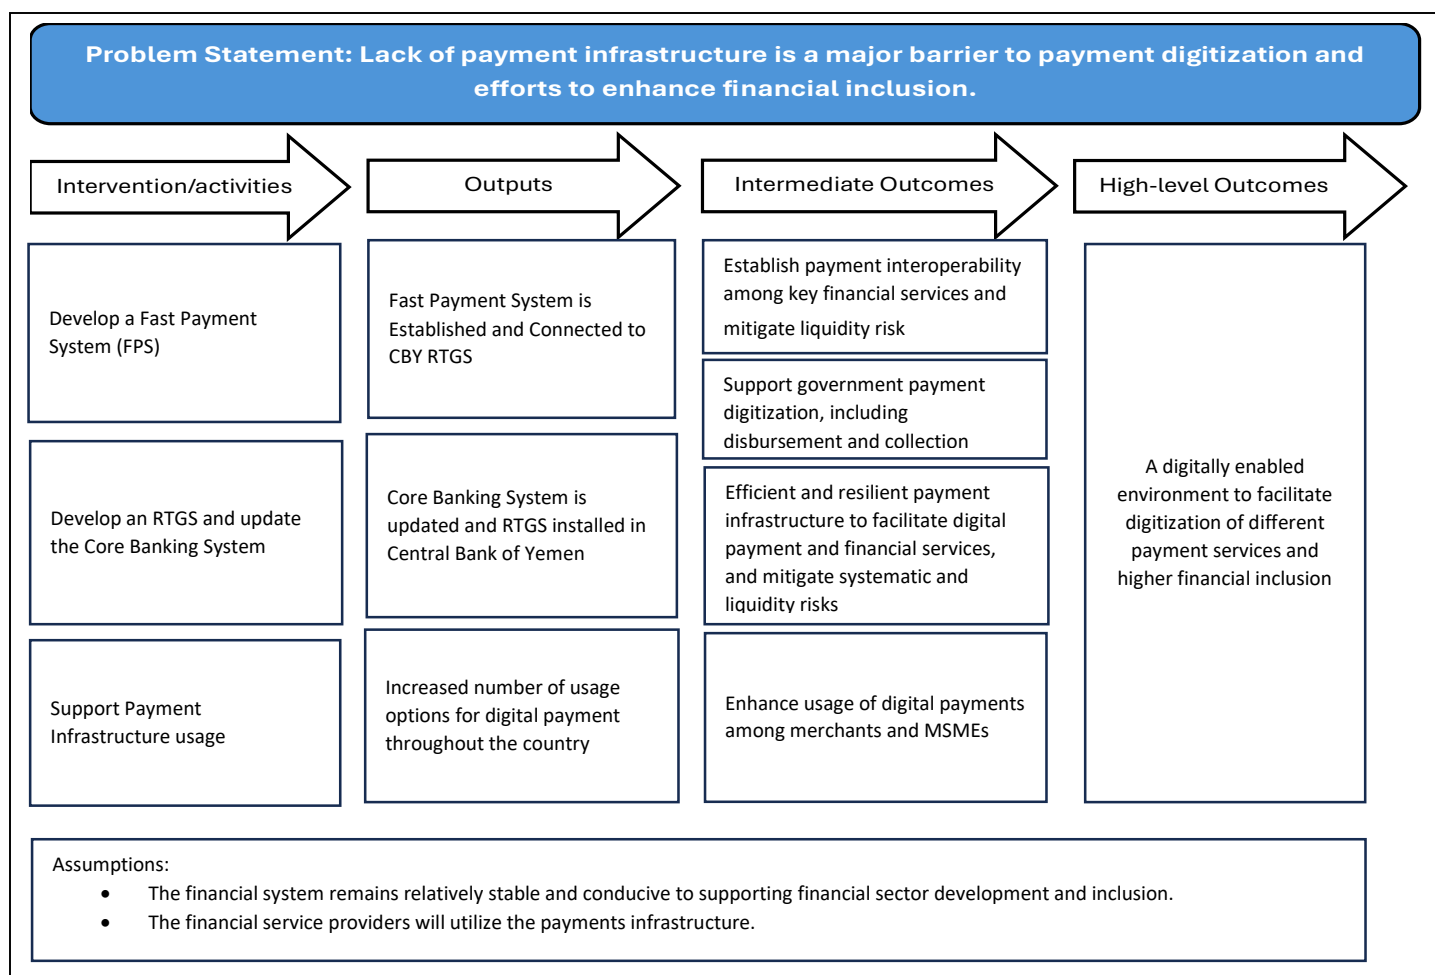 Problem Statement: Lack of payment infrastructure is a major barrier to payment digitization and
efforts to enhance financial inclusion.
Intervention/activities
Outputs
Intermediate Outcomes
High-level Outcomes
Develop a Fast Payment
System (FPS)
Develop an RTGS and update
the Core Banking System
Support Payment
Infrastructure usage
Fast Payment System is
Established and Connected to
CBY RTGS
Core Banking System is
updated and RTGS installed in
Central Bank of Yemen
Increased number of usage
options for digital payment
throughout the country
Establish payment interoperability
among key financial services and
mitigate liquidity risk
Support government payment
digitization, including
disbursement and collection
Efficient and resilient payment
infrastructure to facilitate digital
payment and financial services,
and mitigate systematic and
liquidity risks
Enhance usage of digital payments
among merchants and MSMEs
A digitally enabled
environment to facilitate
digitization of different
payment services and
higher financial inclusion
Assumptions:
• The financial system remains relatively stable and conducive to supporting financial sector development and inclusion.
• The financial service providers will utilize the payments infrastructure.